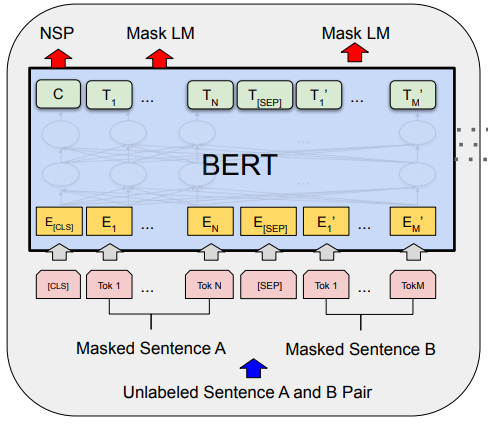 NSP Mask LM Mask LM
C T1 ... TN T[SEP] T1' ... TM'
...
BERT
...
E[CLS] E1 ... EN E[SEP] E1' ... EM'
[CLS] Tok 1 ... Tok N [SEP] Tok 1 ... TokM
Masked Sentence A Masked Sentence B
Unlabeled Sentence A and B Pair